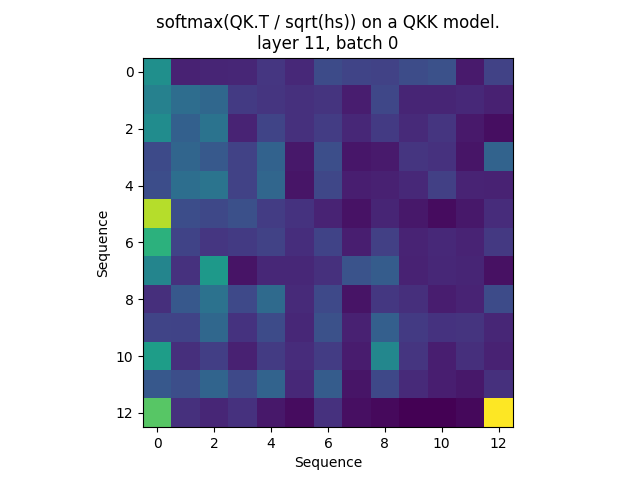 softmax(QK.T / sqrt(hs)) on a QKK model.
layer 11, batch 0
0
2
4
6
8
10
12
Sequence
0 2 4 6 8 10 12
Sequence